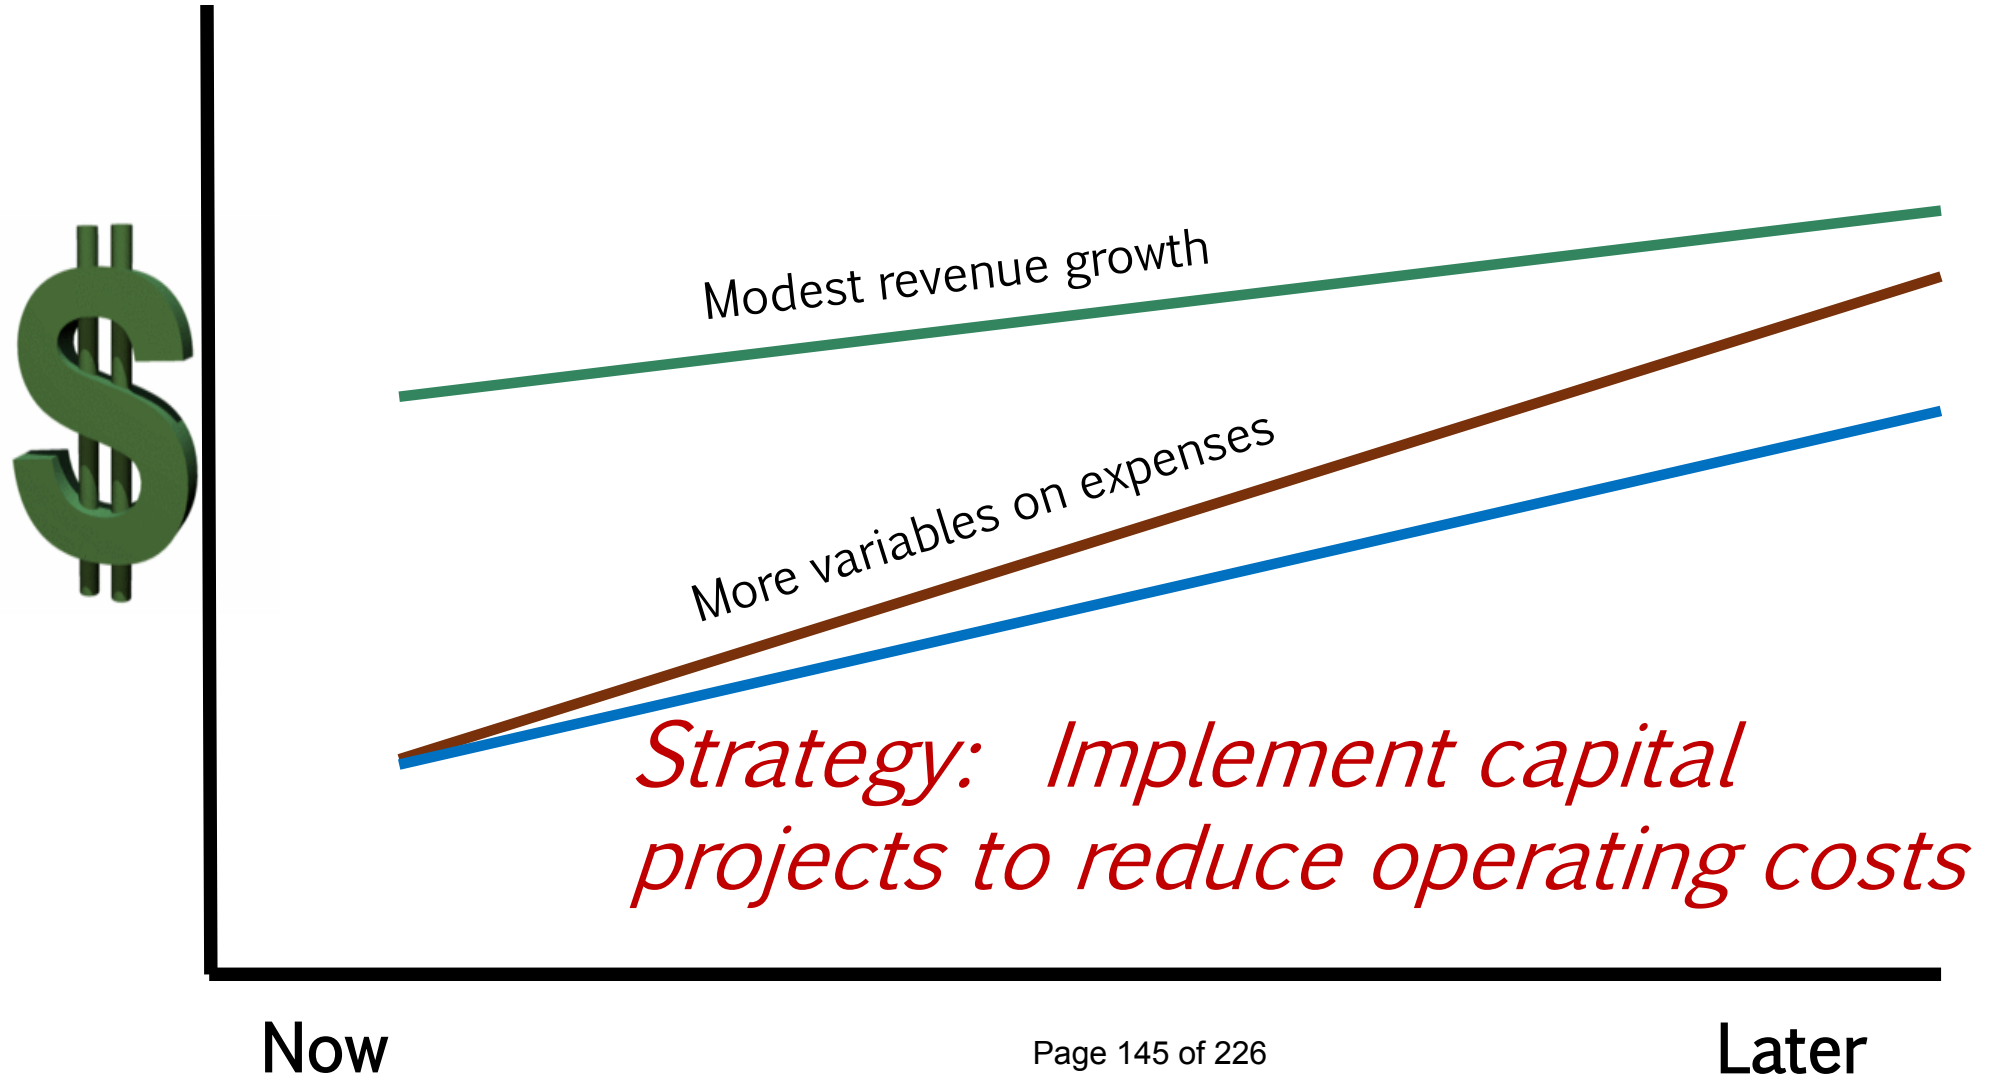 Modest revenue growth
More variables on expenses
Strategy: Implement capital
projects to reduce operating costs
$
Now
Page 145 of 226
Later